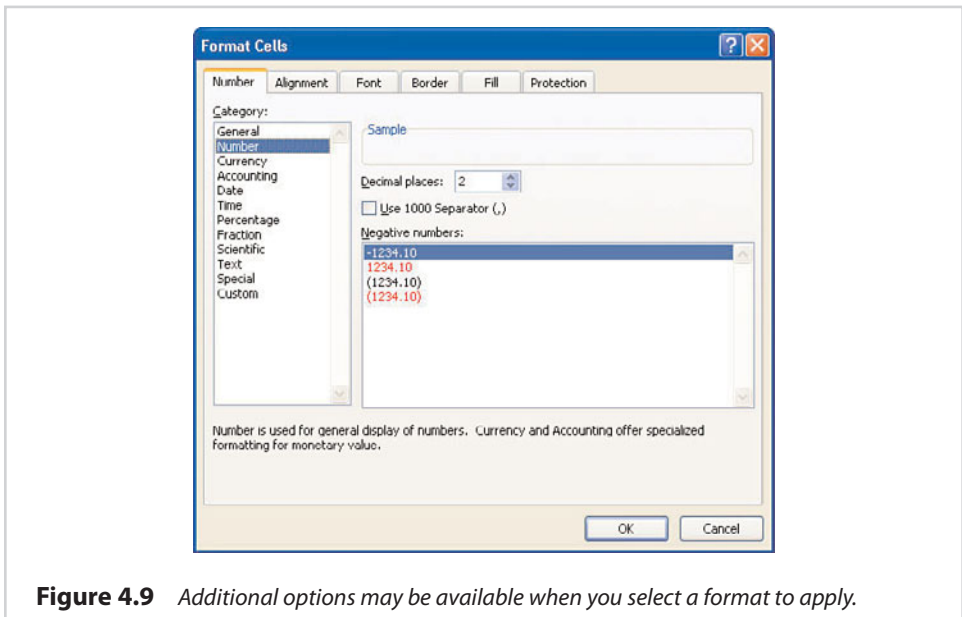 Format Cells
Number Alignment Font Border Fill Protection
Category:
General
Number
Currency
Accounting
Date
Time
Percentage
Fraction
Scientific
Text
Special
Custom
Sample
Decimal places: 2
Use 1000 Separator (,)
Negative numbers:
-1234.10
1234.10
(1234.10)
(1234.10)
Number is used for general display of numbers. Currency and Accounting offer specialized
formatting for monetary value.
OK Cancel
Figure 4.9 Additional options may be available when you select a format to apply.